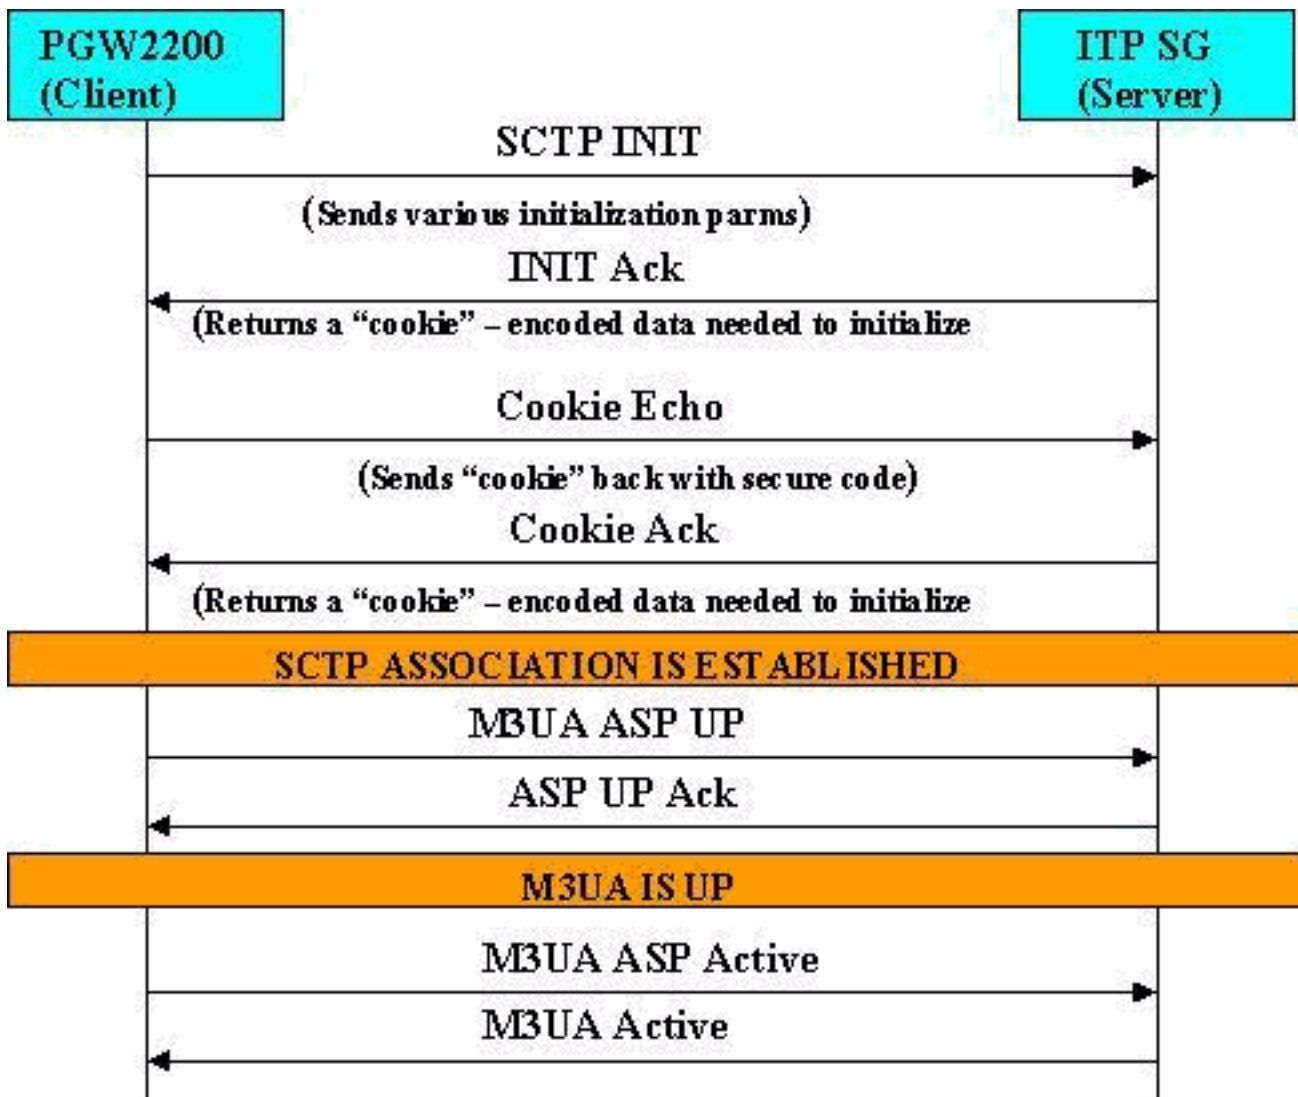 PGW2200
(Client)
ITP SG
(Server)
SCTP INIT
(Sends various initialization parms)
INIT Ack
(Returns a “cookie” – encoded data needed to initialize
Cookie Echo
(Sends “cookie” back with secure code)
Cookie Ack
(Returns a “cookie” – encoded data needed to initialize
SCTP ASSOCIATION IS ESTABLISHED
M3UA ASP UP
ASP UP Ack
M3UA IS UP
M3UA ASP Active
M3UA Active